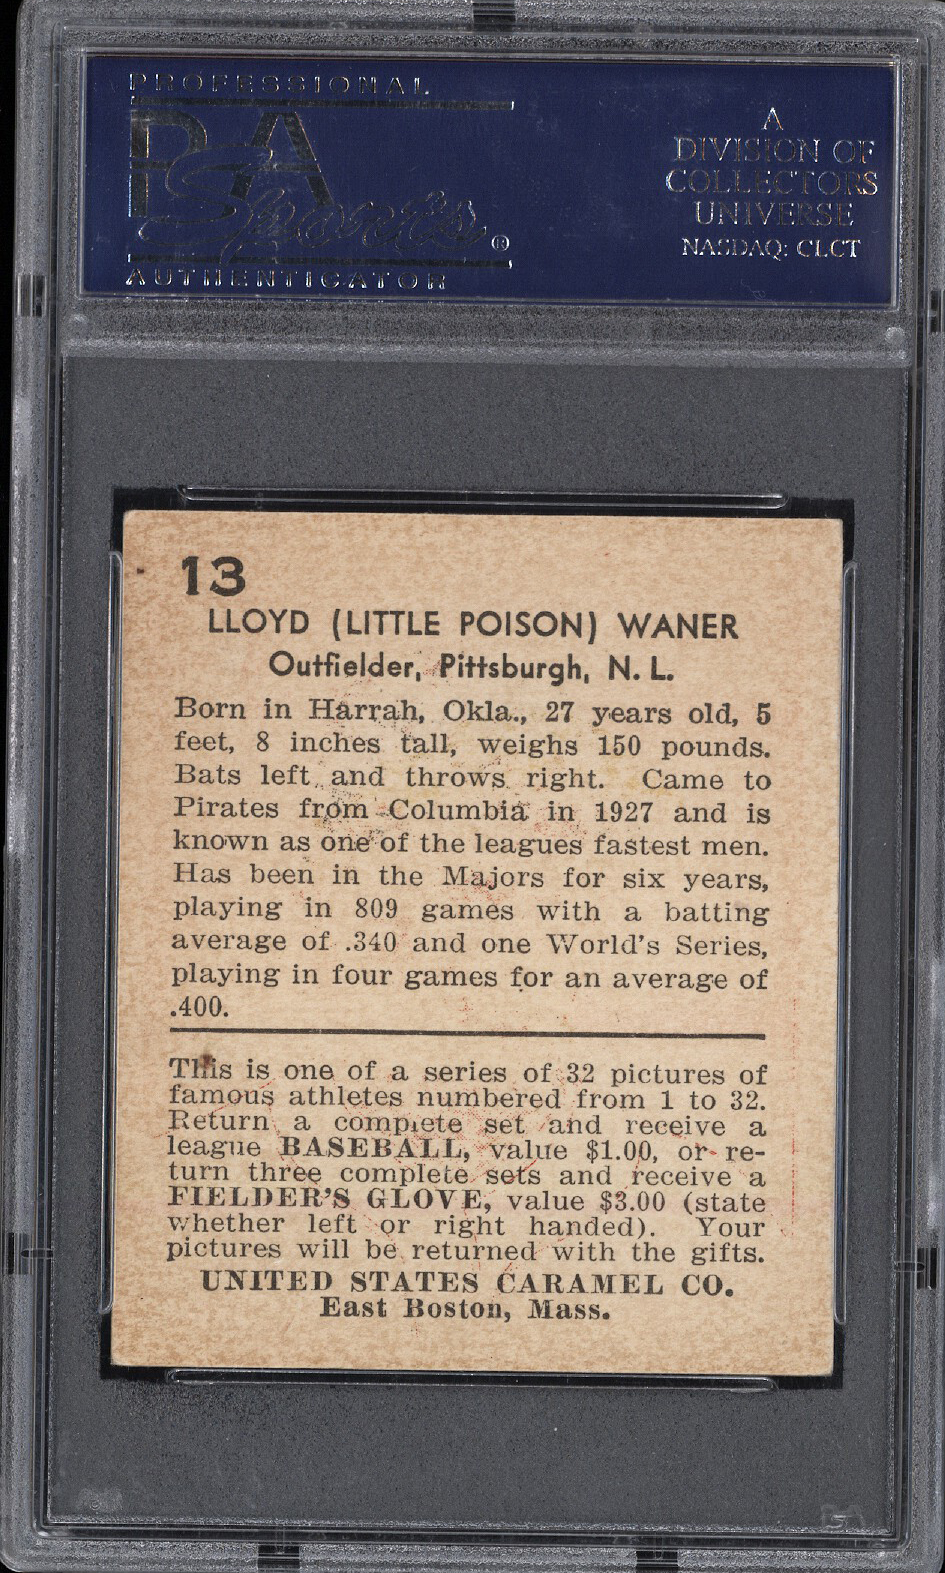 PROFESSIONAL
PSA
Sports ®
AUTHENTICATOR
A
DIVISION OF
COLLECTORS
UNIVERSE
NASDAQ: CLCT
13
LLOYD (LITTLE POISON) WANER
Outfielder, Pittsburgh, N. L.
Born in Harrah, Okla., 27 years old, 5
feet, 8 inches tall, weighs 150 pounds.
Bats left and throws right. Came to
Pirates from Columbia in 1927 and is
known as one of the leagues fastest men.
Has been in the Majors for six years,
playing in 809 games with a batting
average of .340 and one World's Series,
playing in four games for an average of
.400.
This is one of a series of 32 pictures of
famous athletes numbered from 1 to 32.
Return a complete set and receive a
league BASEBALL, value $1.00, or re-
turn three complete sets and receive a
FIELDER'S GLOVE, value $3.00 (state
whether left or right handed). Your
pictures will be returned with the gifts.
UNITED STATES CARAMEL CO.
East Boston, Mass.